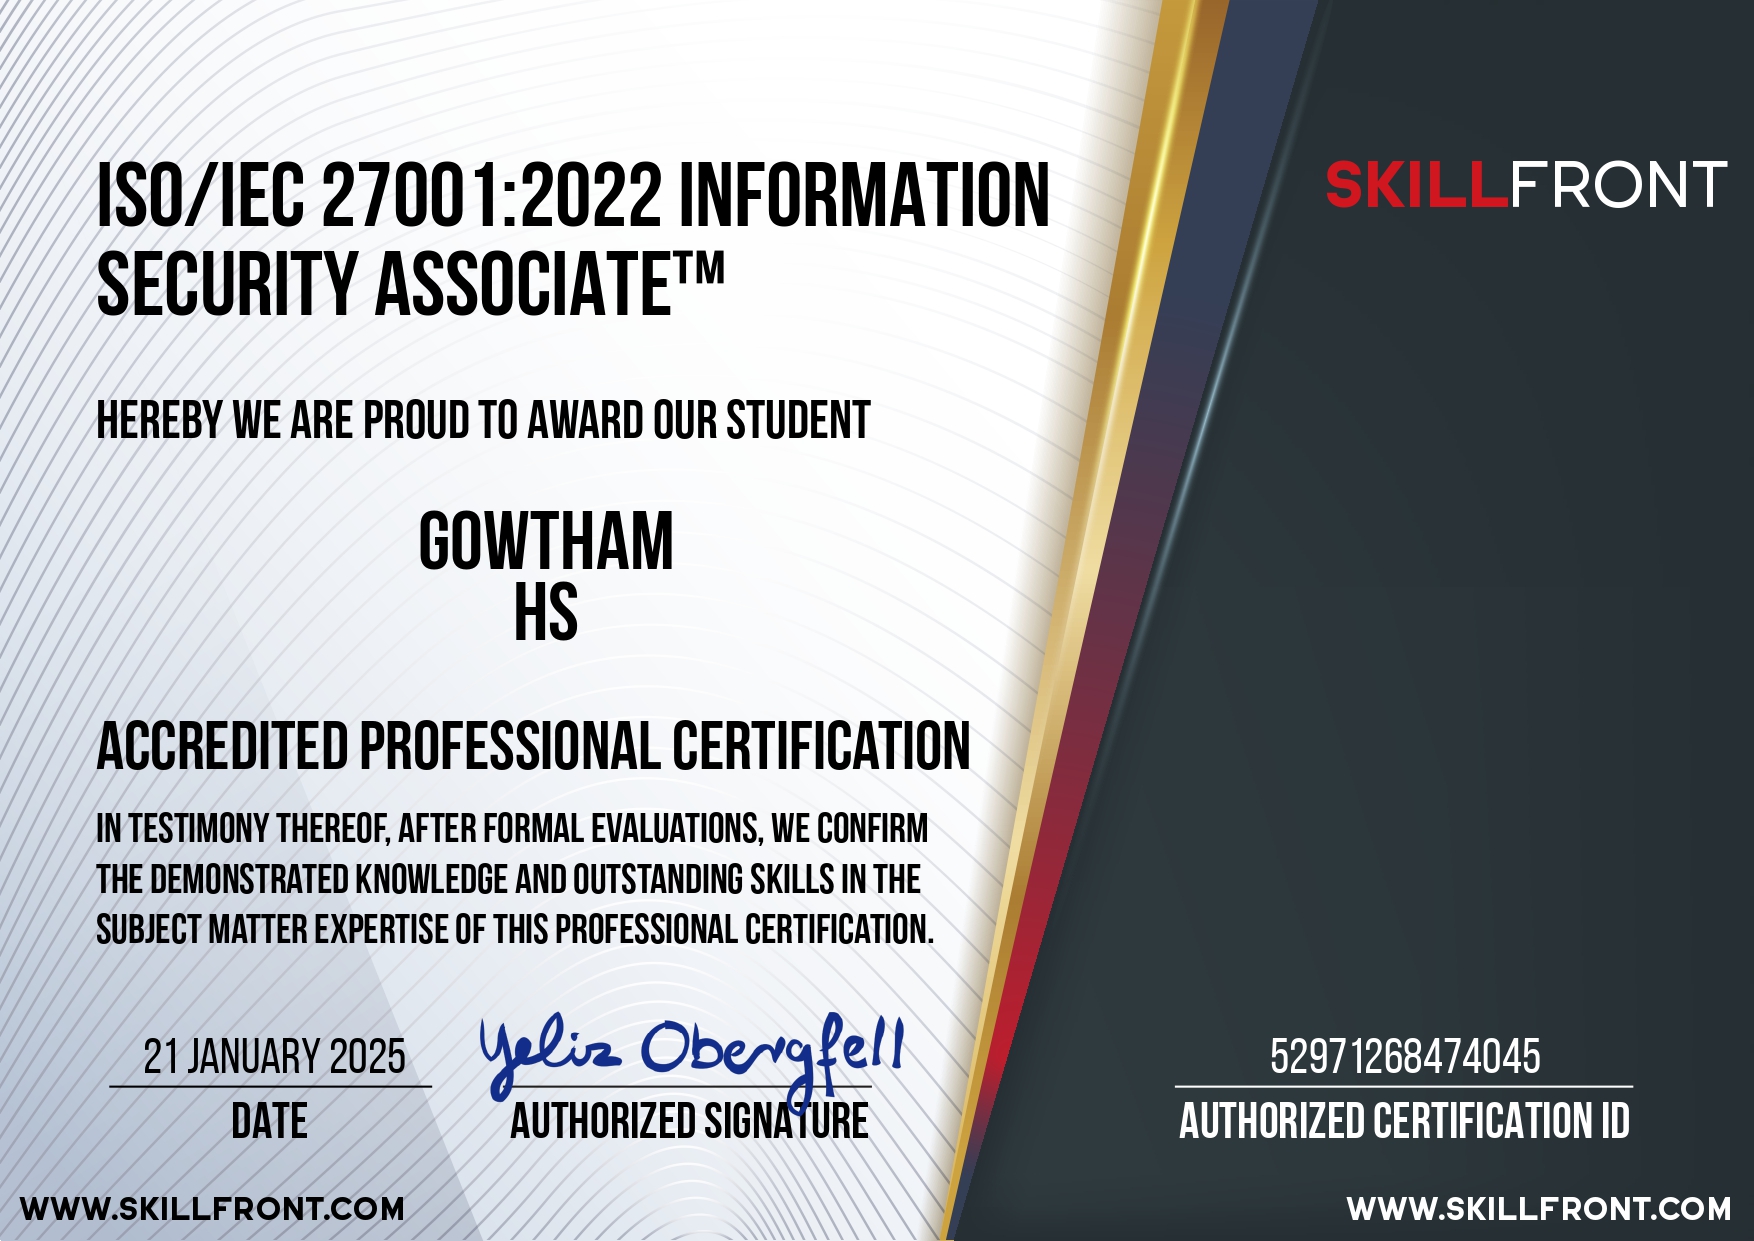 ISO/IEC 27001:2022 INFORMATION
SECURITY ASSOCIATE™
SKILLFRONT
HEREBY WE ARE PROUD TO AWARD OUR STUDENT
GOWTHAM
HS
ACCREDITED PROFESSIONAL CERTIFICATION
IN TESTIMONY THEREOF, AFTER FORMAL EVALUATIONS, WE CONFIRM
THE DEMONSTRATED KNOWLEDGE AND OUTSTANDING SKILLS IN THE
SUBJECT MATTER EXPERTISE OF THIS PROFESSIONAL CERTIFICATION.
21 JANUARY 2025
DATE
Yeliz Obergfell
AUTHORIZED SIGNATURE
52971268474045
AUTHORIZED CERTIFICATION ID
WWW.SKILLFRONT.COM
WWW.SKILLFRONT.COM